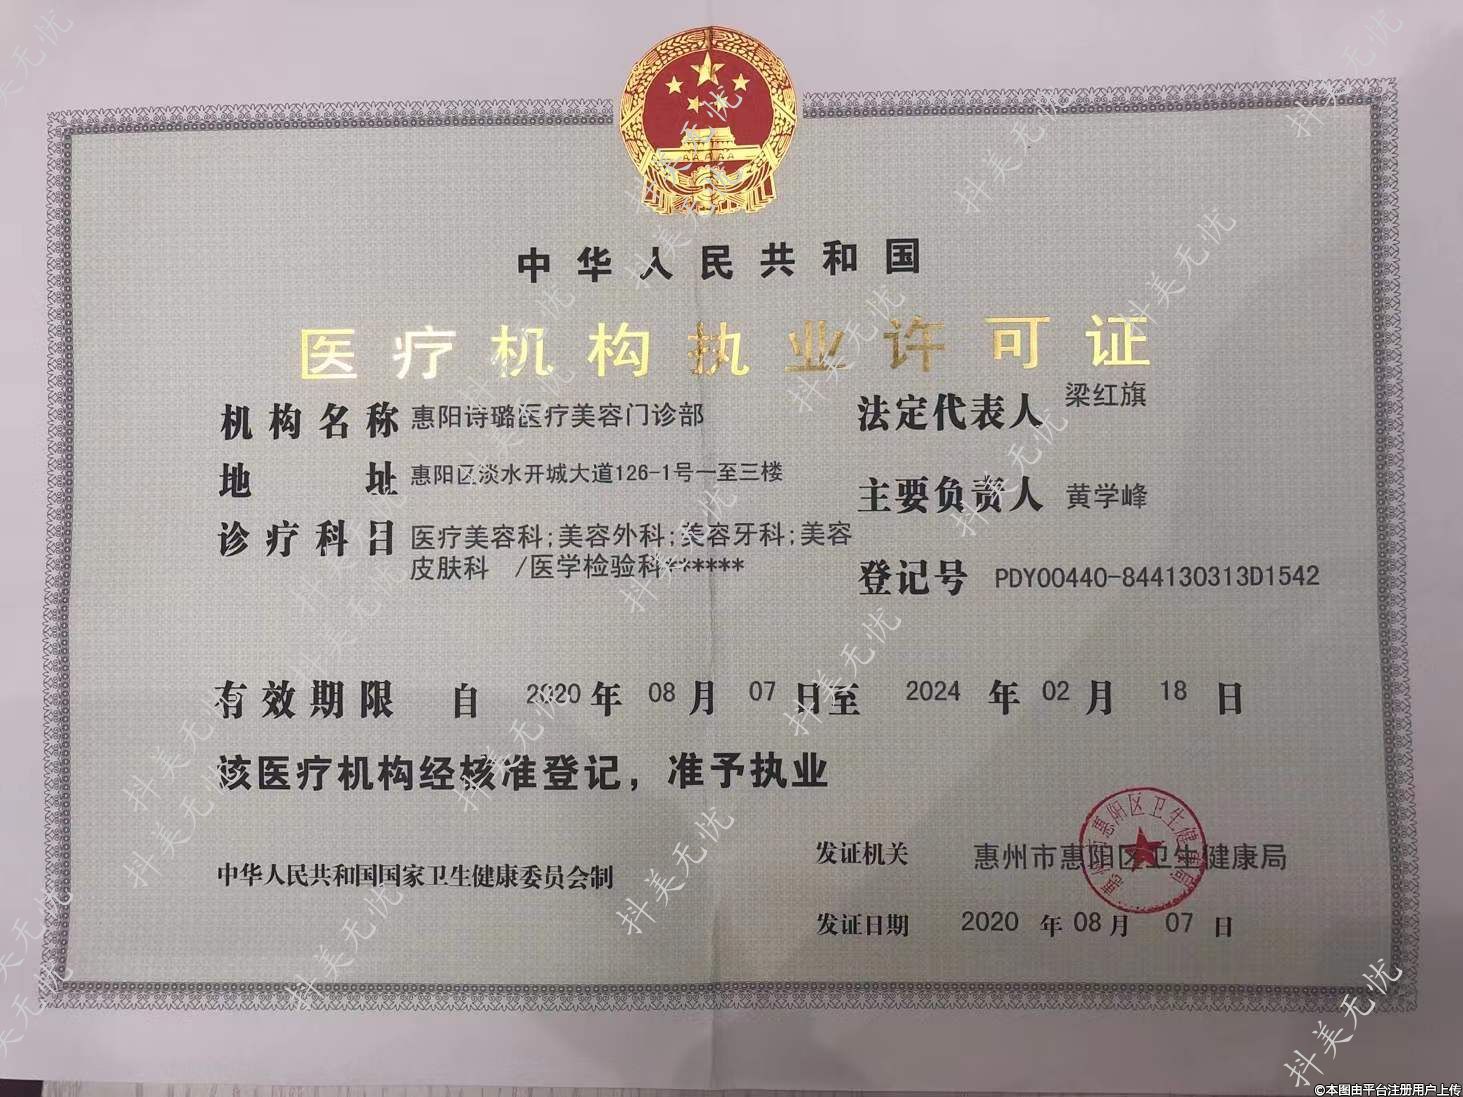 中华人民共和国
医疗机构执业许可证
机构名称 惠阳诗璐医疗美容门诊部
法定代表人 梁红旗
地址 惠阳区淡水开城大道126-1号一至三楼
主要负责人 黄学峰
诊疗科目 医疗美容科;美容外科;美容牙科;美容
皮肤科 /医学检验科******
登记号 PDY00440-844130313D1542
有效期限 自 2020 年 08 月 07 日至 2024 年 02 月 18 日
该医疗机构经核准登记，准予执业
中华人民共和国国家卫生健康委员会制
发证机关 惠州市惠阳区卫生健康局
发证日期 2020 年 08 月 07 日
抖美无忧
©本图由平台注册用户上传